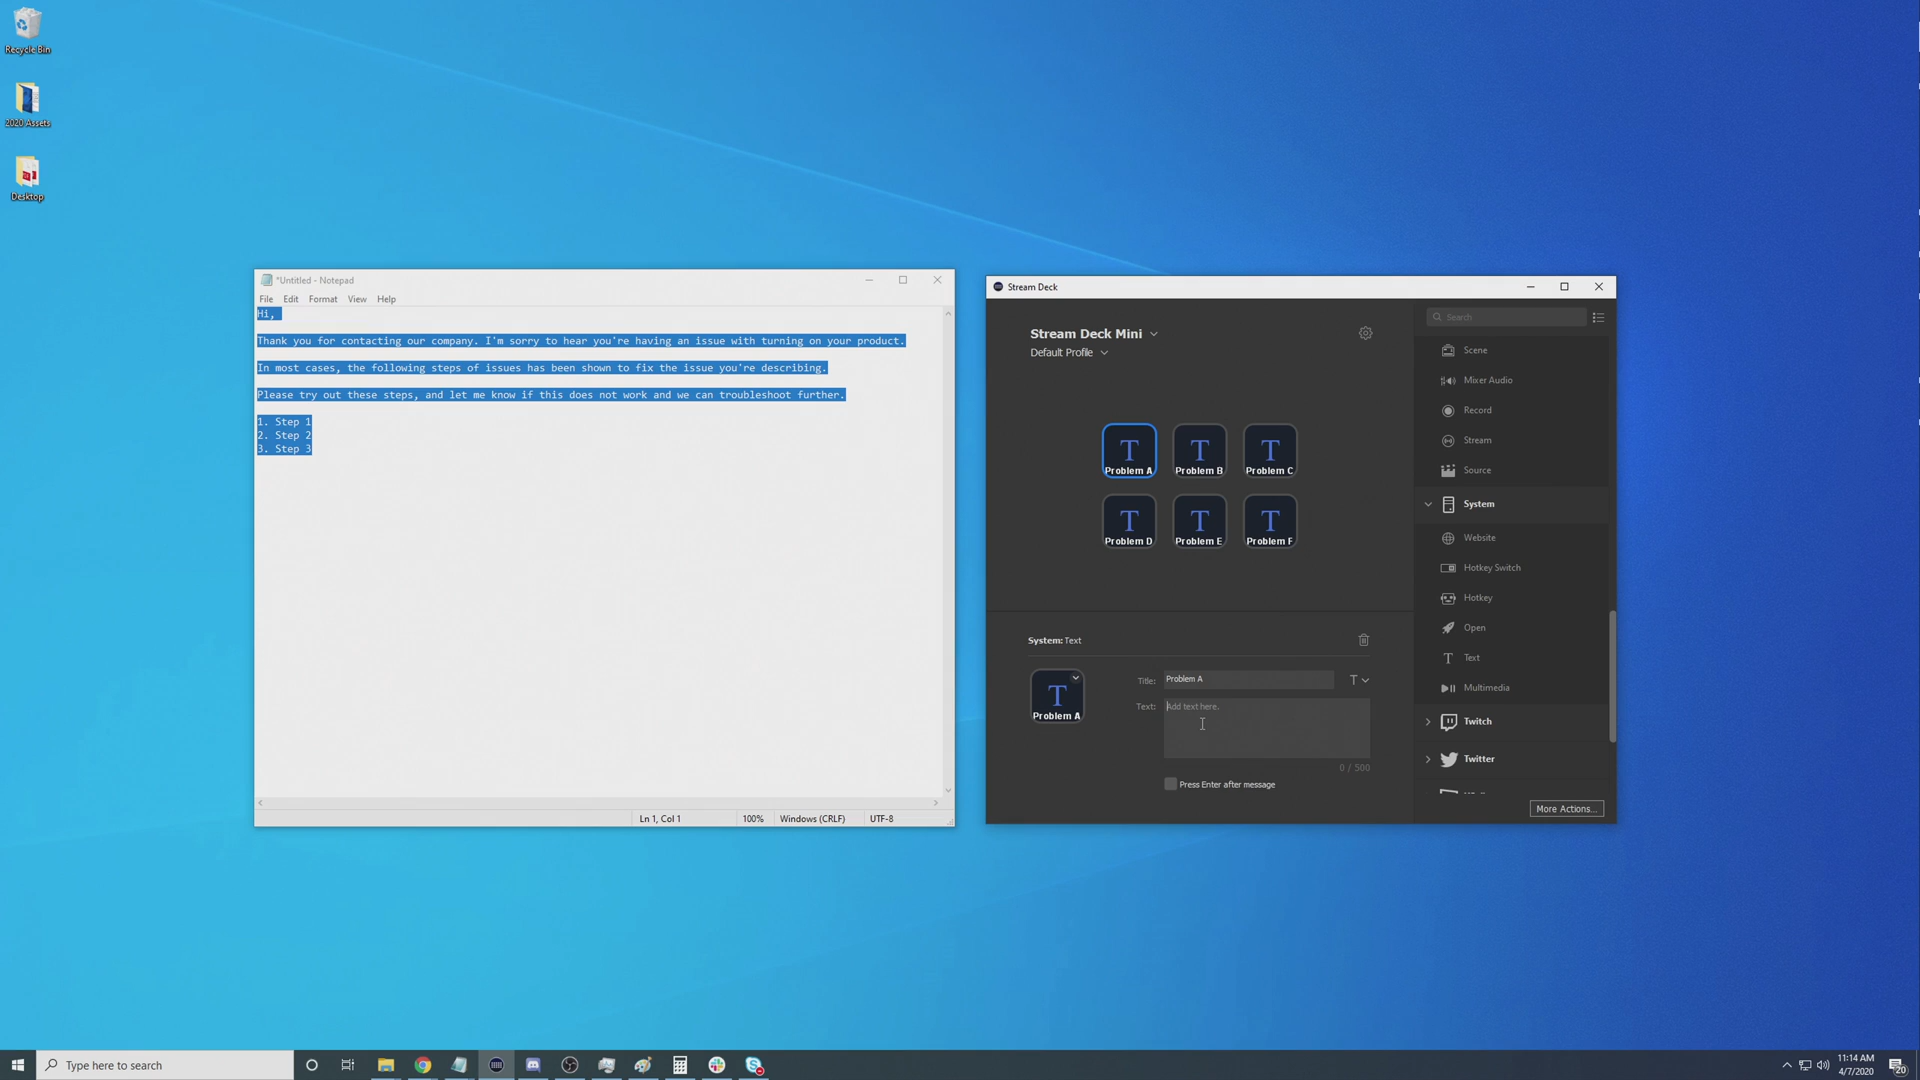 Recycle Bin
2020 Assets
Desktop
*Untitled - Notepad
File Edit Format View Help
Hi,
Thank you for contacting our company. I'm sorry to hear you're having an issue with turning on your product.
In most cases, the following steps of issues has been shown to fix the issue you're describing.
Please try out these steps, and let me know if this does not work and we can troubleshoot further.
1. Step 1
2. Step 2
3. Step 3
Ln 1, Col 1 100% Windows (CRLF) UTF-8
Stream Deck
Stream Deck Mini
Default Profile
T T T
Problem A Problem B Problem C
T T T
Problem D Problem E Problem F
System: Text
T
Problem A
Title: Problem A T
Text: Add text here.
0 / 500
Press Enter after message
Search
Scene
Mixer Audio
Record
Stream
Source
System
Website
Hotkey Switch
Hotkey
Open
T Text
Multimedia
Twitch
Twitter
More Actions...
Type here to search
11:14 AM
4/7/2020
20